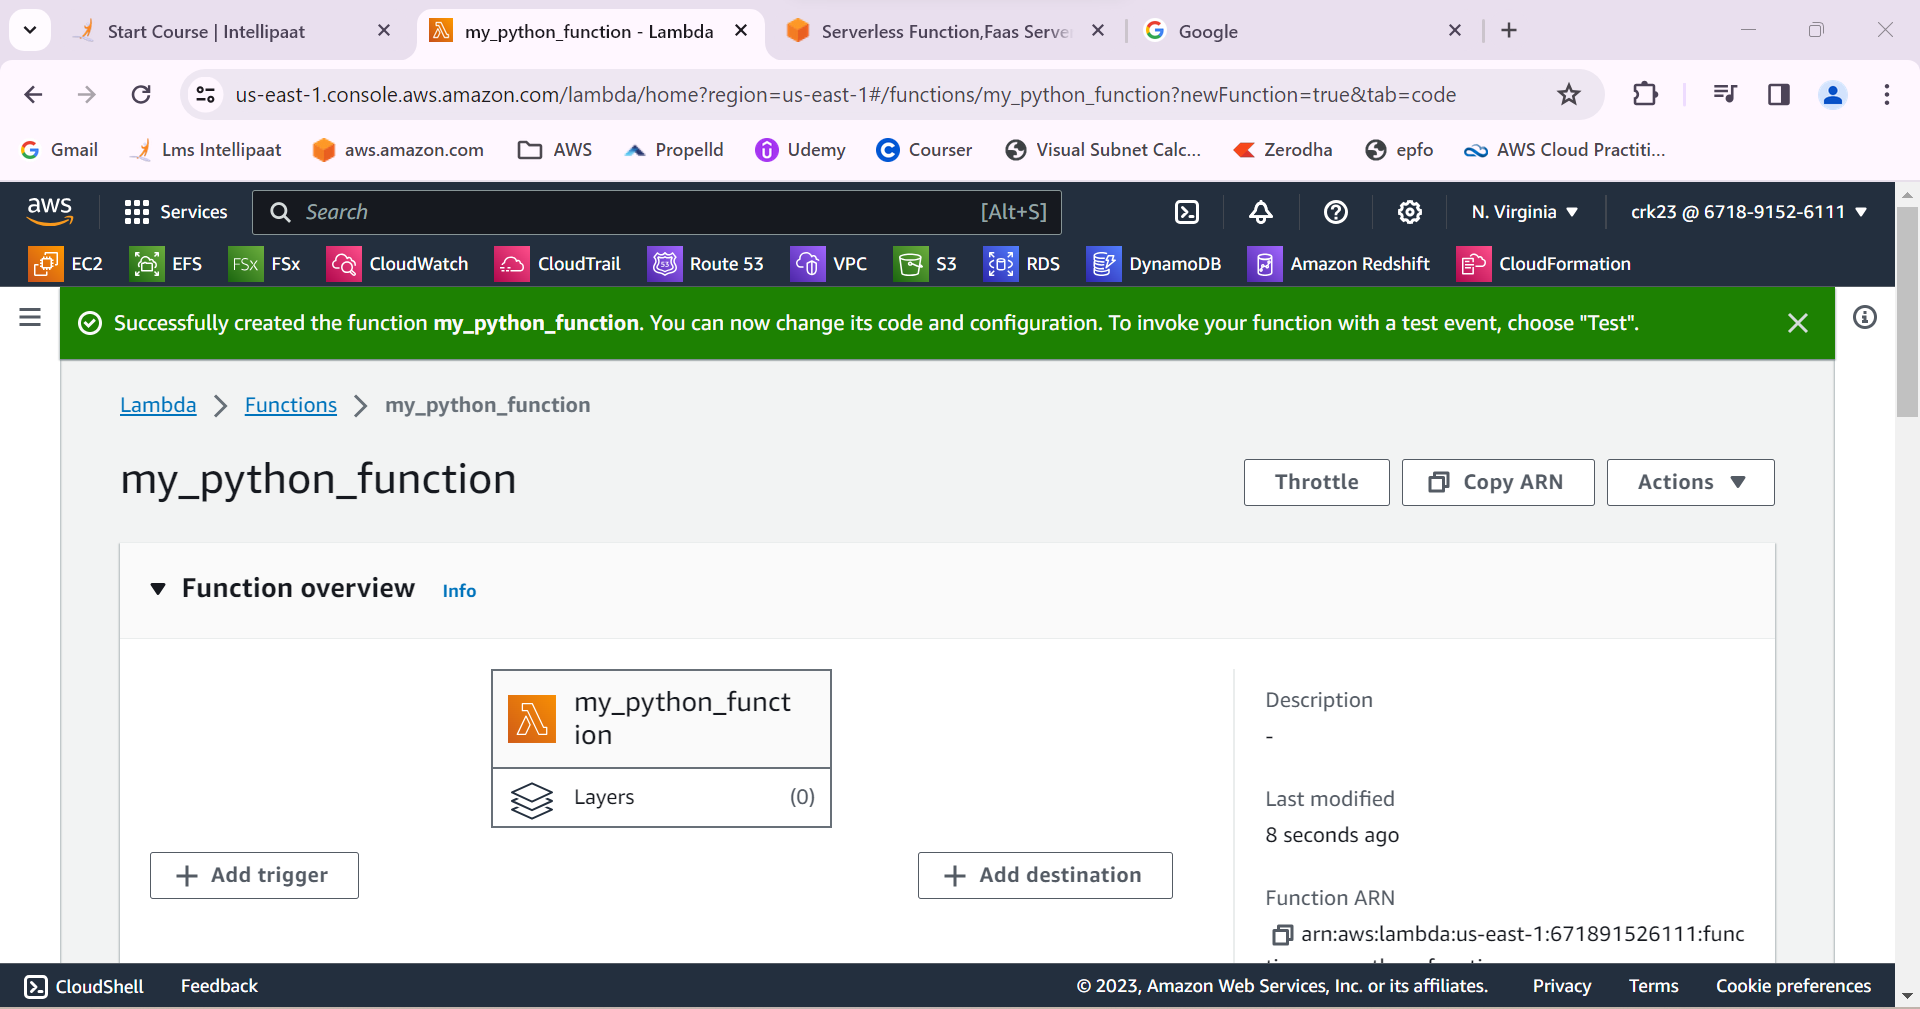 Start Course | Intellipaat
my_python_function - Lambda
Serverless Function,Faas Serve
Google
us-east-1.console.aws.amazon.com/lambda/home?region=us-east-1#/functions/my_python_function?newFunction=true&tab=code
Gmail
Lms Intellipaat
aws.amazon.com
AWS
Propelld
Udemy
Courser
Visual Subnet Calc...
Zerodha
epfo
AWS Cloud Practiti...
aws
Services
Search
[Alt+S]
N. Virginia
crk23 @ 6718-9152-6111
EC2
EFS
FSx
FSx
CloudWatch
CloudTrail
53
Route 53
VPC
S3
RDS
DynamoDB
Amazon Redshift
CloudFormation
Successfully created the function my_python_function. You can now change its code and configuration. To invoke your function with a test event, choose "Test".
Lambda
Functions
my_python_function
my_python_function
Throttle
Copy ARN
Actions
Function overview
Info
my_python_funct
ion
Layers
(0)
Add trigger
Add destination
Description
-
Last modified
8 seconds ago
Function ARN
arn:aws:lambda:us-east-1:671891526111:func
CloudShell
Feedback
© 2023, Amazon Web Services, Inc. or its affiliates.
Privacy
Terms
Cookie preferences